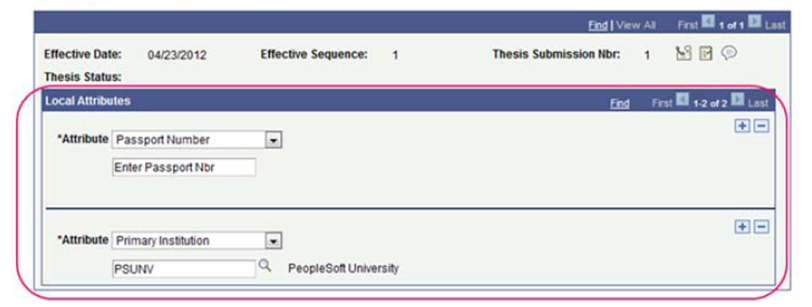 Find | View All First 1 of 1 Last
Effective Date: 04/23/2012 Effective Sequence: 1 Thesis Submission Nbr: 1
Thesis Status:
Local Attributes Find First 1-2 of 2 Last
*Attribute Passport Number
Enter Passport Nbr
*Attribute Primary Institution
PSUNV PeopleSoft University